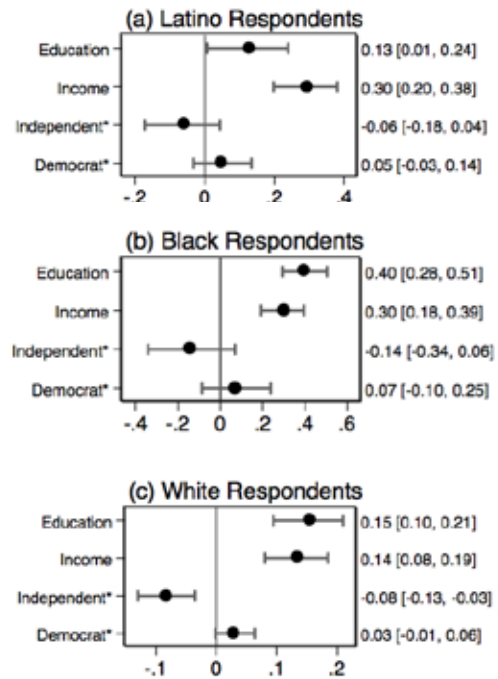 (a) Latino Respondents
Education 0.13 [0.01, 0.24]
Income 0.30 [0.20, 0.38]
Independent* -0.06 [-0.18, 0.04]
Democrat* 0.05 [-0.03, 0.14]
-.2 0 .2 .4
(b) Black Respondents
Education 0.40 [0.28, 0.51]
Income 0.30 [0.18, 0.39]
Independent* -0.14 [-0.34, 0.06]
Democrat* 0.07 [-0.10, 0.25]
-.4 -.2 0 .2 .4 .6
(c) White Respondents
Education 0.15 [0.10, 0.21]
Income 0.14 [0.08, 0.19]
Independent* -0.08 [-0.13, -0.03]
Democrat* 0.03 [-0.01, 0.06]
-.1 0 .1 .2